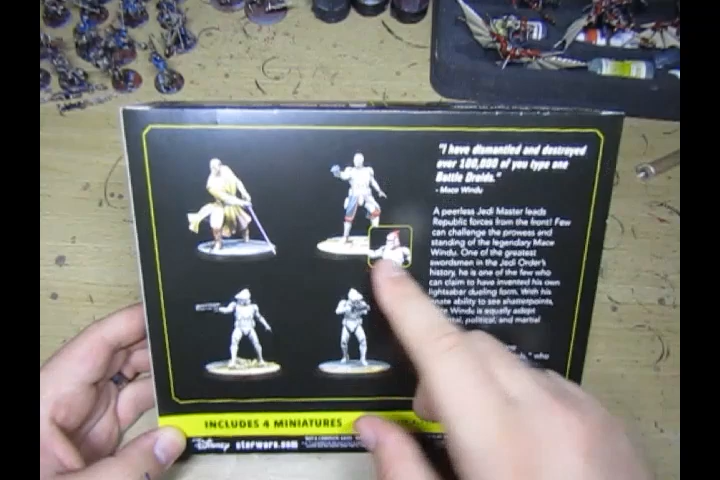 "I have dismantled and destroyed
over 100,000 of you type one
Battle Droids."
- Mace Windu
A peerless Jedi Master leads
Republic forces from the front! Few
can challenge the prowess and
standing of the legendary Mace
Windu. One of the greatest
swordsmen in the Jedi Order's
history, he is one of the few who
can claim to have invented his own
lightsaber dueling form. With his
innate ability to see shatterpoints,
Mace Windu is equally adept
political, and martial
who
INCLUDES 4 MINIATURES
Disney starwars.com